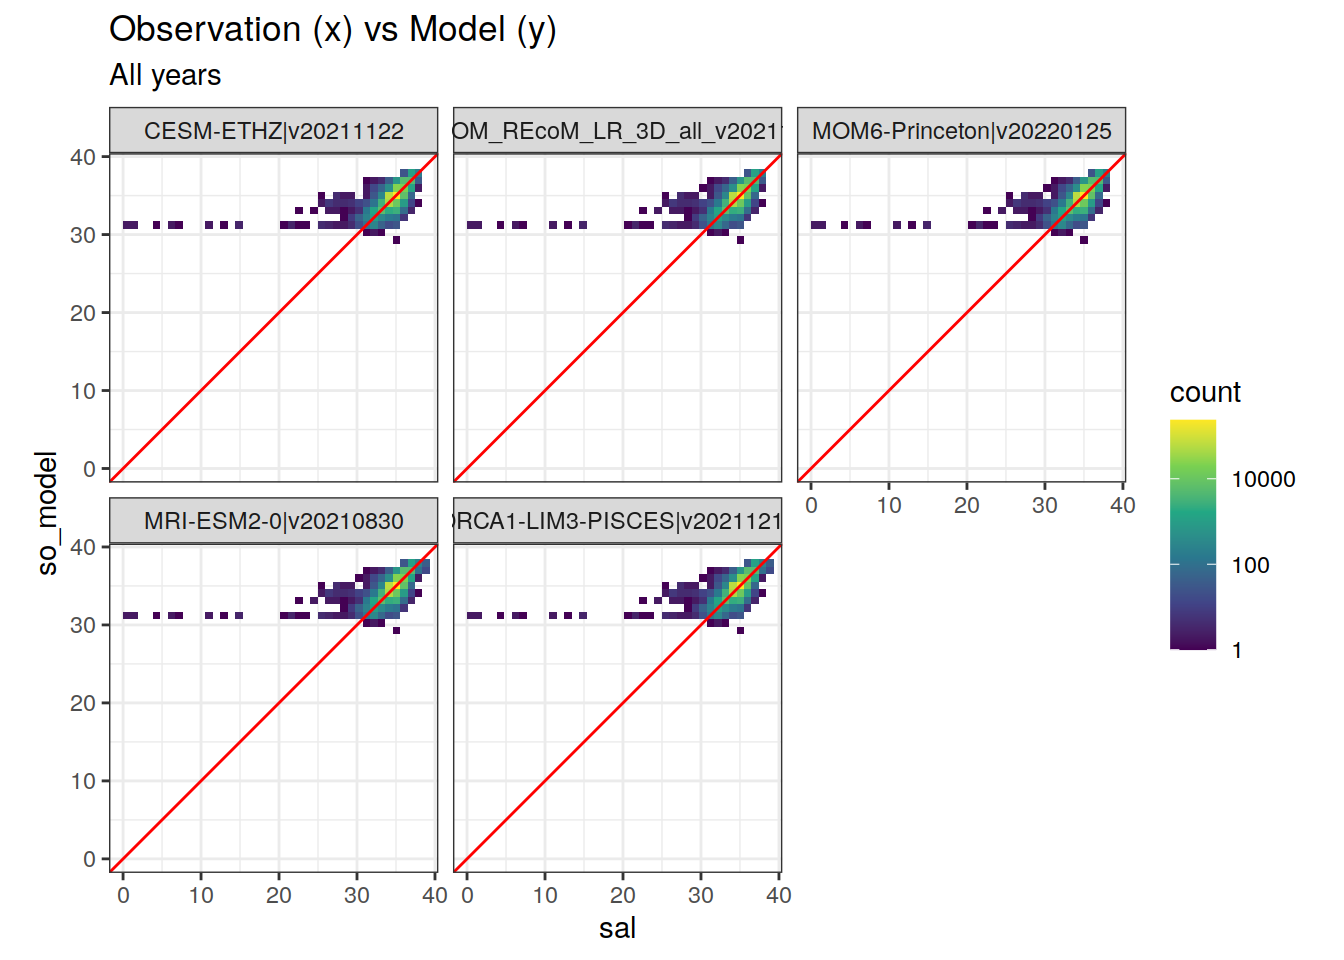 Observation (x) vs Model (y)
All years
CESM-ETHZ|v20211122
OM_REcoM_LR_3D_all_v2021
MOM6-Princeton|v20220125
40
30
20
10
0
0 10 20 30 40
MRI-ESM2-0|v20210830
RCA1-LIM3-PISCES|v2021121
40
30
20
10
0
0 10 20 30 40
0 10 20 30 40
so_model
sal
count
10000
100
1